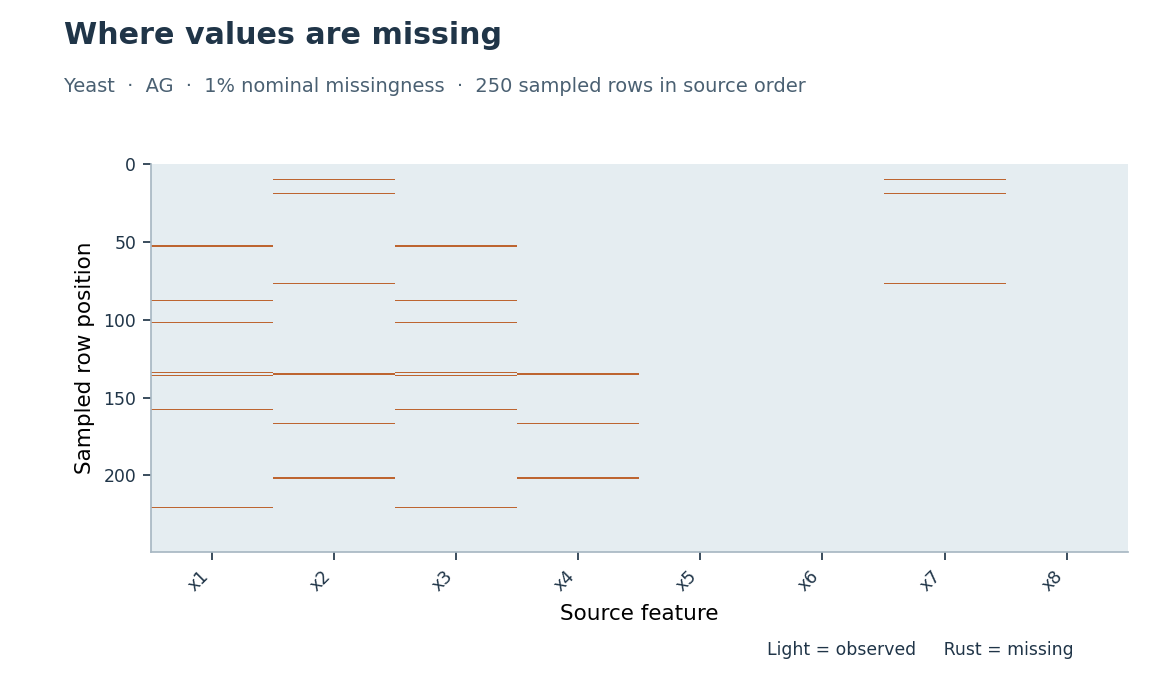 Where values are missing
Yeast · AG · 1% nominal missingness · 250 sampled rows in source order
0
50
100
150
200
Sampled row position
x1 x2 x3 x4 x5 x6 x7 x8
Source feature
Light = observed Rust = missing